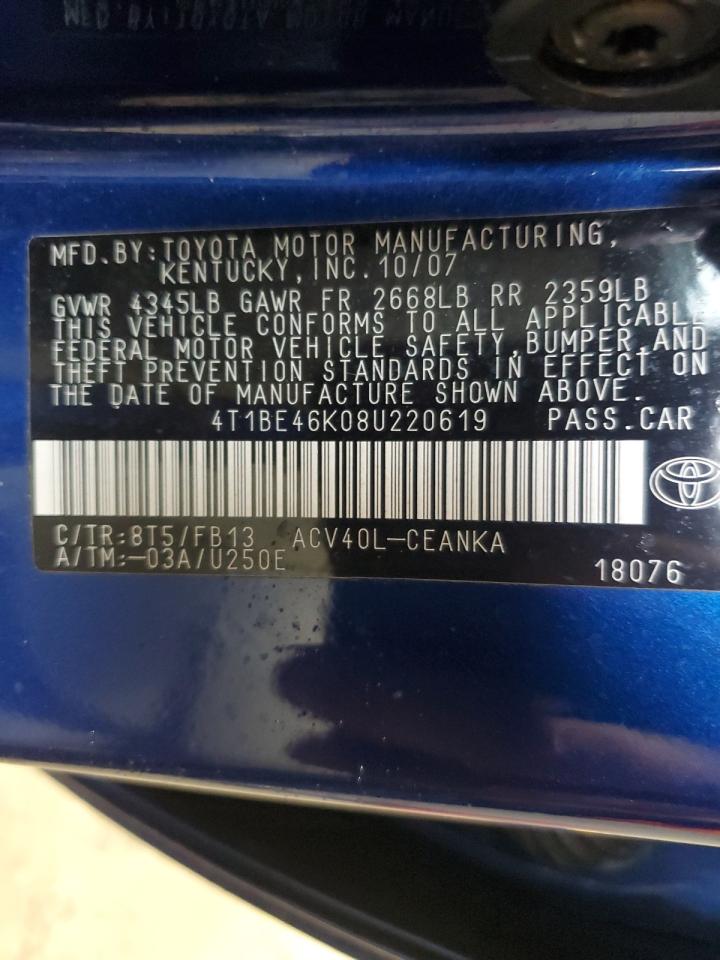 MFD.BY:TOYOTA MOTOR MANUFACTURING,
KENTUCKY,INC.10/07
GVWR 4345LB GAWR FR 2668LB RR 2359LB
THIS VEHICLE CONFORMS TO ALL APPLICABLE
FEDERAL MOTOR VEHICLE SAFETY,BUMPER,AND
THEFT PREVENTION STANDARDS IN EFFECT ON
THE DATE OF MANUFACTURE SHOWN ABOVE.
4T1BE46K08U220619 PASS.CAR
C/TR:8T5/FB13 ACV40L-CEANKA
A/TM:-03A/U250E
18076